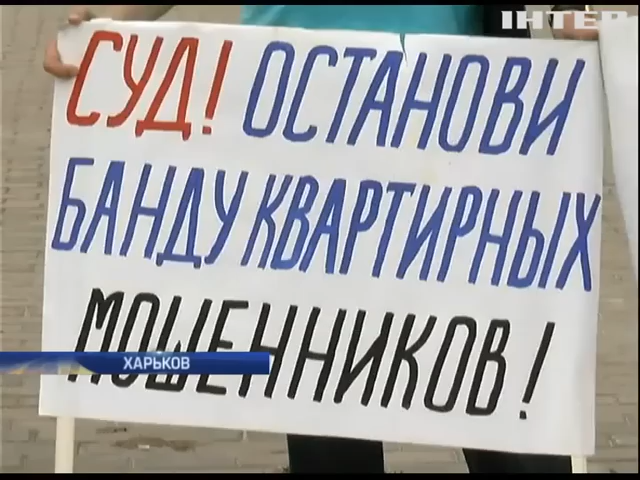 ІНТЕР
СУД! ОСТАНОВИ
БАНДУ КВАРТИРНЫХ
МОШЕННИКОВ!
ХАРЬКОВ